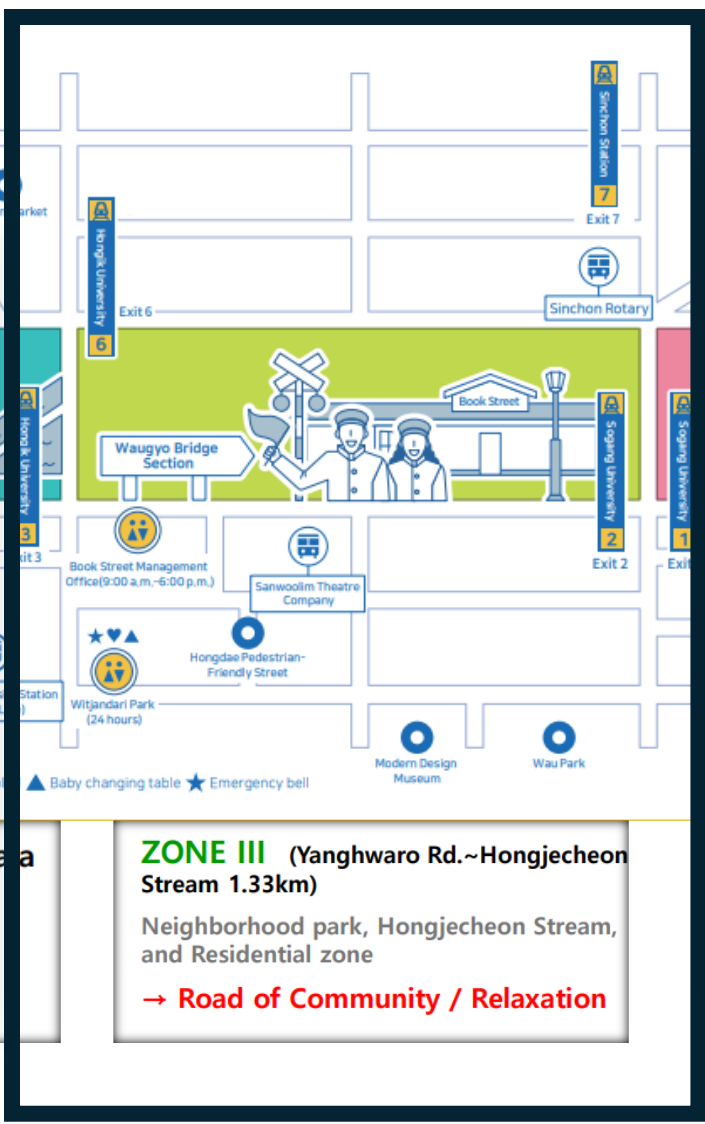 Sinchon Station
7
Exit 7
Hongik University
6
Exit 6
Sinchon Rotary
Book Street
Waugyo Bridge
Section
Hongik University
3
Sogang University
2
Exit 2
Sogang University
1
Book Street Management
Office(9:00 a,m,-6:00 p,m,)
Sanwoolim Theatre
Company
Hongdae Pedestrian-
Friendly Street
Station
Witjandari Park
(24 hours)
Modern Design
Museum
Wau Park
Baby changing table
Emergency bell
ZONE III (Yanghwaro Rd.~Hongjecheon
Stream 1.33km)
Neighborhood park, Hongjecheon Stream,
and Residential zone
→ Road of Community / Relaxation